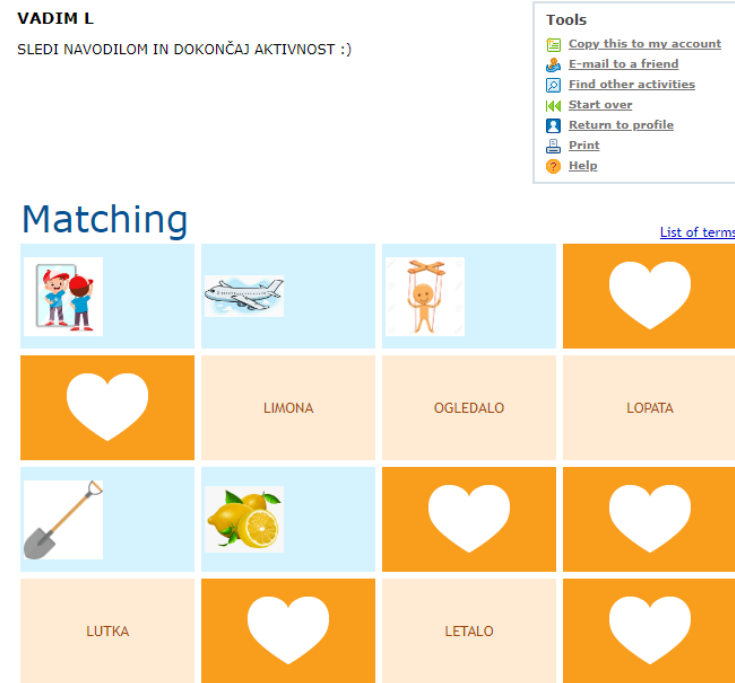 VADIM L
SLEDI NAVODILOM IN DOKONČAJ AKTIVNOST :)
Tools
Copy this to my account
E-mail to a friend
Find other activities
Start over
Return to profile
Print
Help
Matching
List of terms
LIMONA
OGLEDALO
LOPATA
LUTKA
LETALO